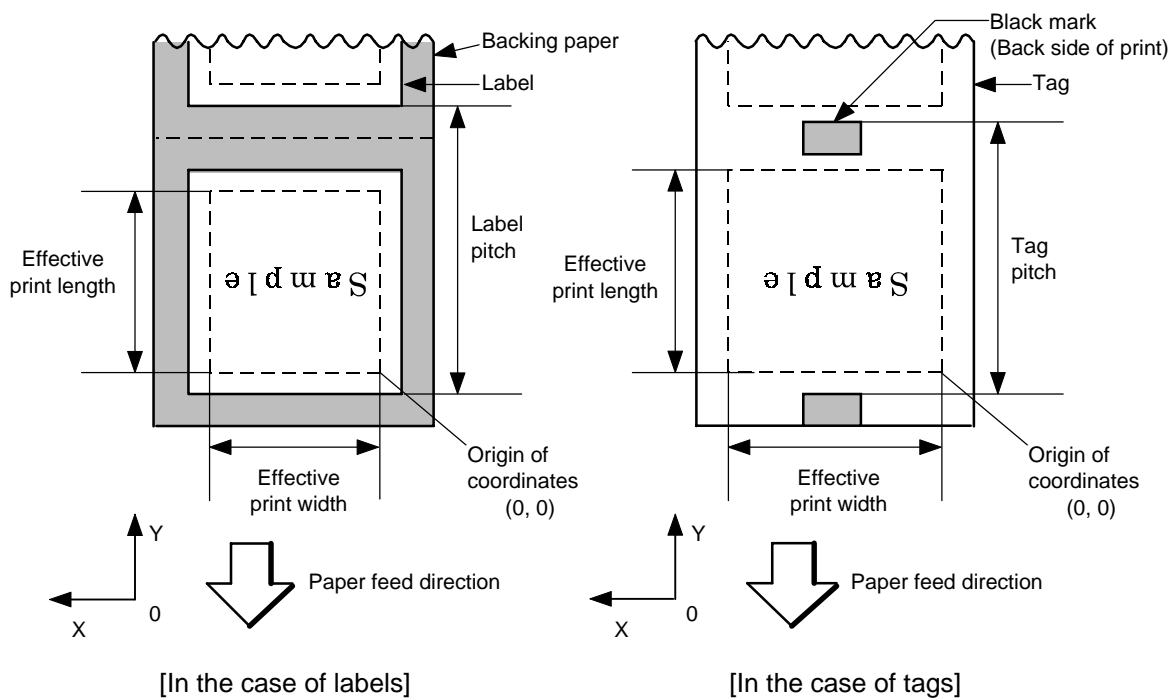 Backing paper
Label
Label
pitch
Effective
print length
Sample
Effective
print width
Origin of
coordinates
(0, 0)
Y
X
0
Paper feed direction
[In the case of labels]
Black mark
(Back side of print)
Tag
Tag
pitch
Effective
print length
Sample
Effective
print width
Origin of
coordinates
(0, 0)
Y
X
0
Paper feed direction
[In the case of tags]